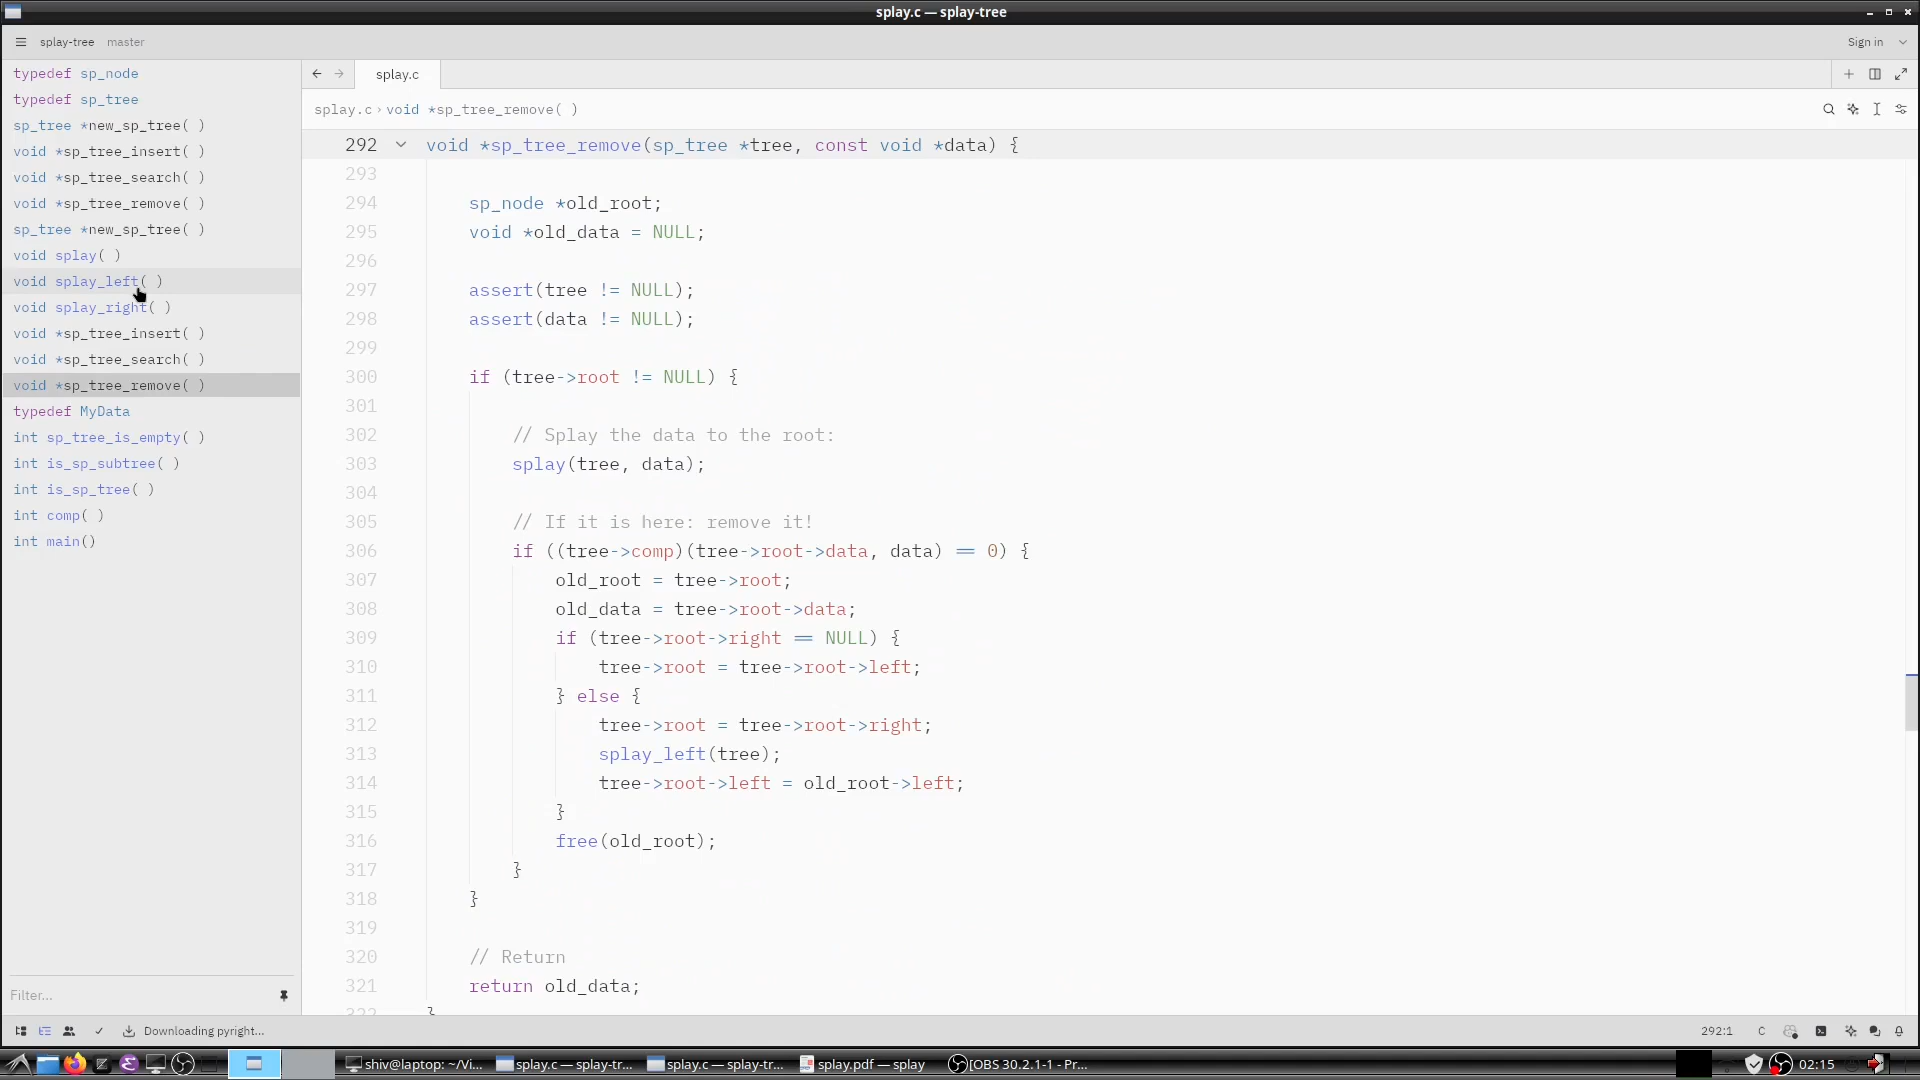 splay.c — splay-tree
splay-tree master
Sign in
typedef sp_node
typedef sp_tree
sp_tree *new_sp_tree( )
void *sp_tree_insert( )
void *sp_tree_search( )
void *sp_tree_remove( )
sp_tree *new_sp_tree( )
void splay( )
void splay_left( )
void splay_right( )
void *sp_tree_insert( )
void *sp_tree_search( )
void *sp_tree_remove( )
typedef MyData
int sp_tree_is_empty( )
int is_sp_subtree( )
int is_sp_tree( )
int comp( )
int main()
Filter...
splay.c
splay.c › void *sp_tree_remove( )
292 void *sp_tree_remove(sp_tree *tree, const void *data) {
293
294 sp_node *old_root;
295 void *old_data = NULL;
296
297 assert(tree != NULL);
298 assert(data != NULL);
299
300 if (tree->root != NULL) {
301
302 // Splay the data to the root:
303 splay(tree, data);
304
305 // If it is here: remove it!
306 if ((tree->comp)(tree->root->data, data) == 0) {
307 old_root = tree->root;
308 old_data = tree->root->data;
309 if (tree->root->right == NULL) {
310 tree->root = tree->root->left;
311 } else {
312 tree->root = tree->root->right;
313 splay_left(tree);
314 tree->root->left = old_root->left;
315 }
316 free(old_root);
317 }
318 }
319
320 // Return
321 return old_data;
322 }
Downloading pyright...
292:1 C
shiv@laptop: ~/Vi...
splay.c — splay-tr...
splay.c — splay-tr...
splay.pdf — splay
[OBS 30.2.1-1 - Pr...
02:15